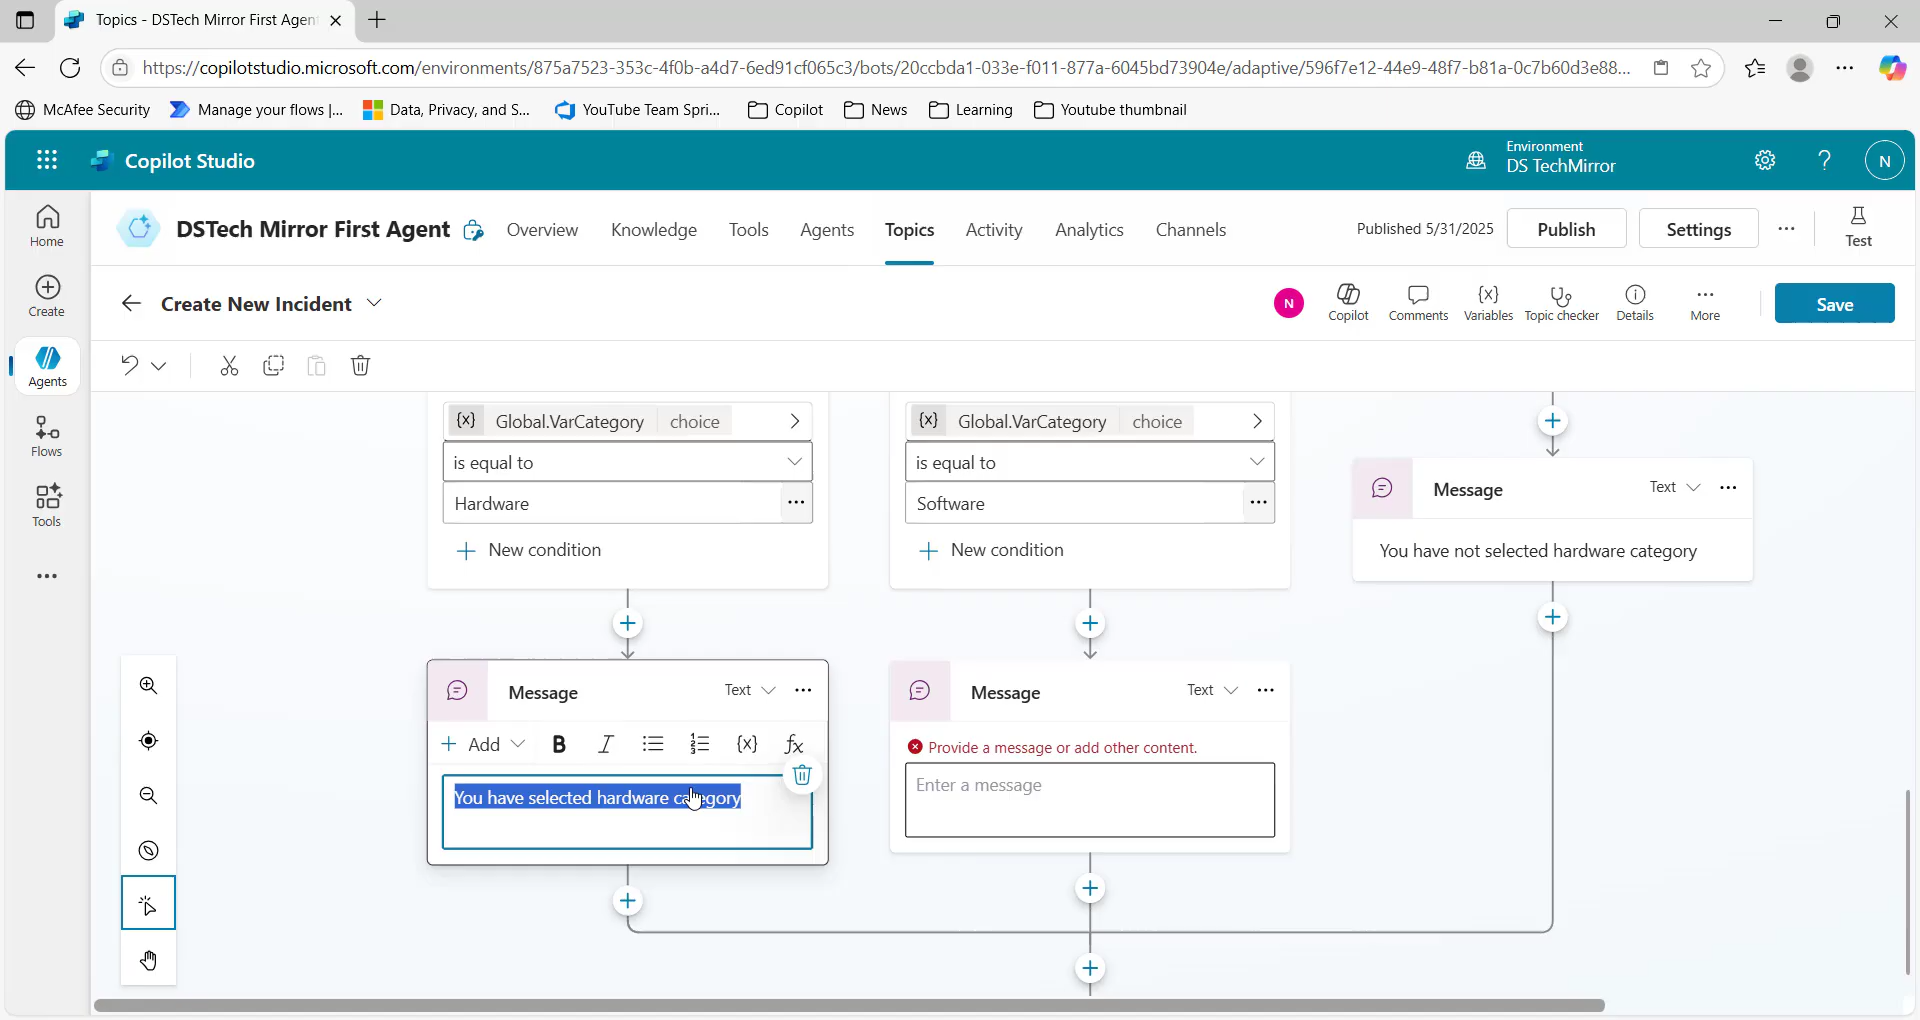 Topics - DSTech Mirror First Agen
https://copilotstudio.microsoft.com/environments/875a7523-353c-4f0b-a4d7-6ed91cf065c3/bots/20ccbda1-033e-f011-877a-6045bd73904e/adaptive/596f7e12-44e9-48f7-b81a-0c7b60d3e88...
McAfee Security Manage your flows |... Data, Privacy, and S... YouTube Team Spri... Copilot News Learning Youtube thumbnail
Copilot Studio
Environment
DS TechMirror
N
DSTech Mirror First Agent Overview Knowledge Tools Agents Topics Activity Analytics Channels Published 5/31/2025 Publish Settings ... Test
Home
Create
Agents
Flows
Tools
Create New Incident N Copilot Comments Variables Topic checker Details More Save
{x} Global.VarCategory choice
is equal to
Hardware ...
+ New condition
{x} Global.VarCategory choice
is equal to
Software ...
+ New condition
Message Text ...
You have not selected hardware category
Message Text ...
+ Add B I {x} fx
You have selected hardware category
Message Text ...
Provide a message or add other content.
Enter a message